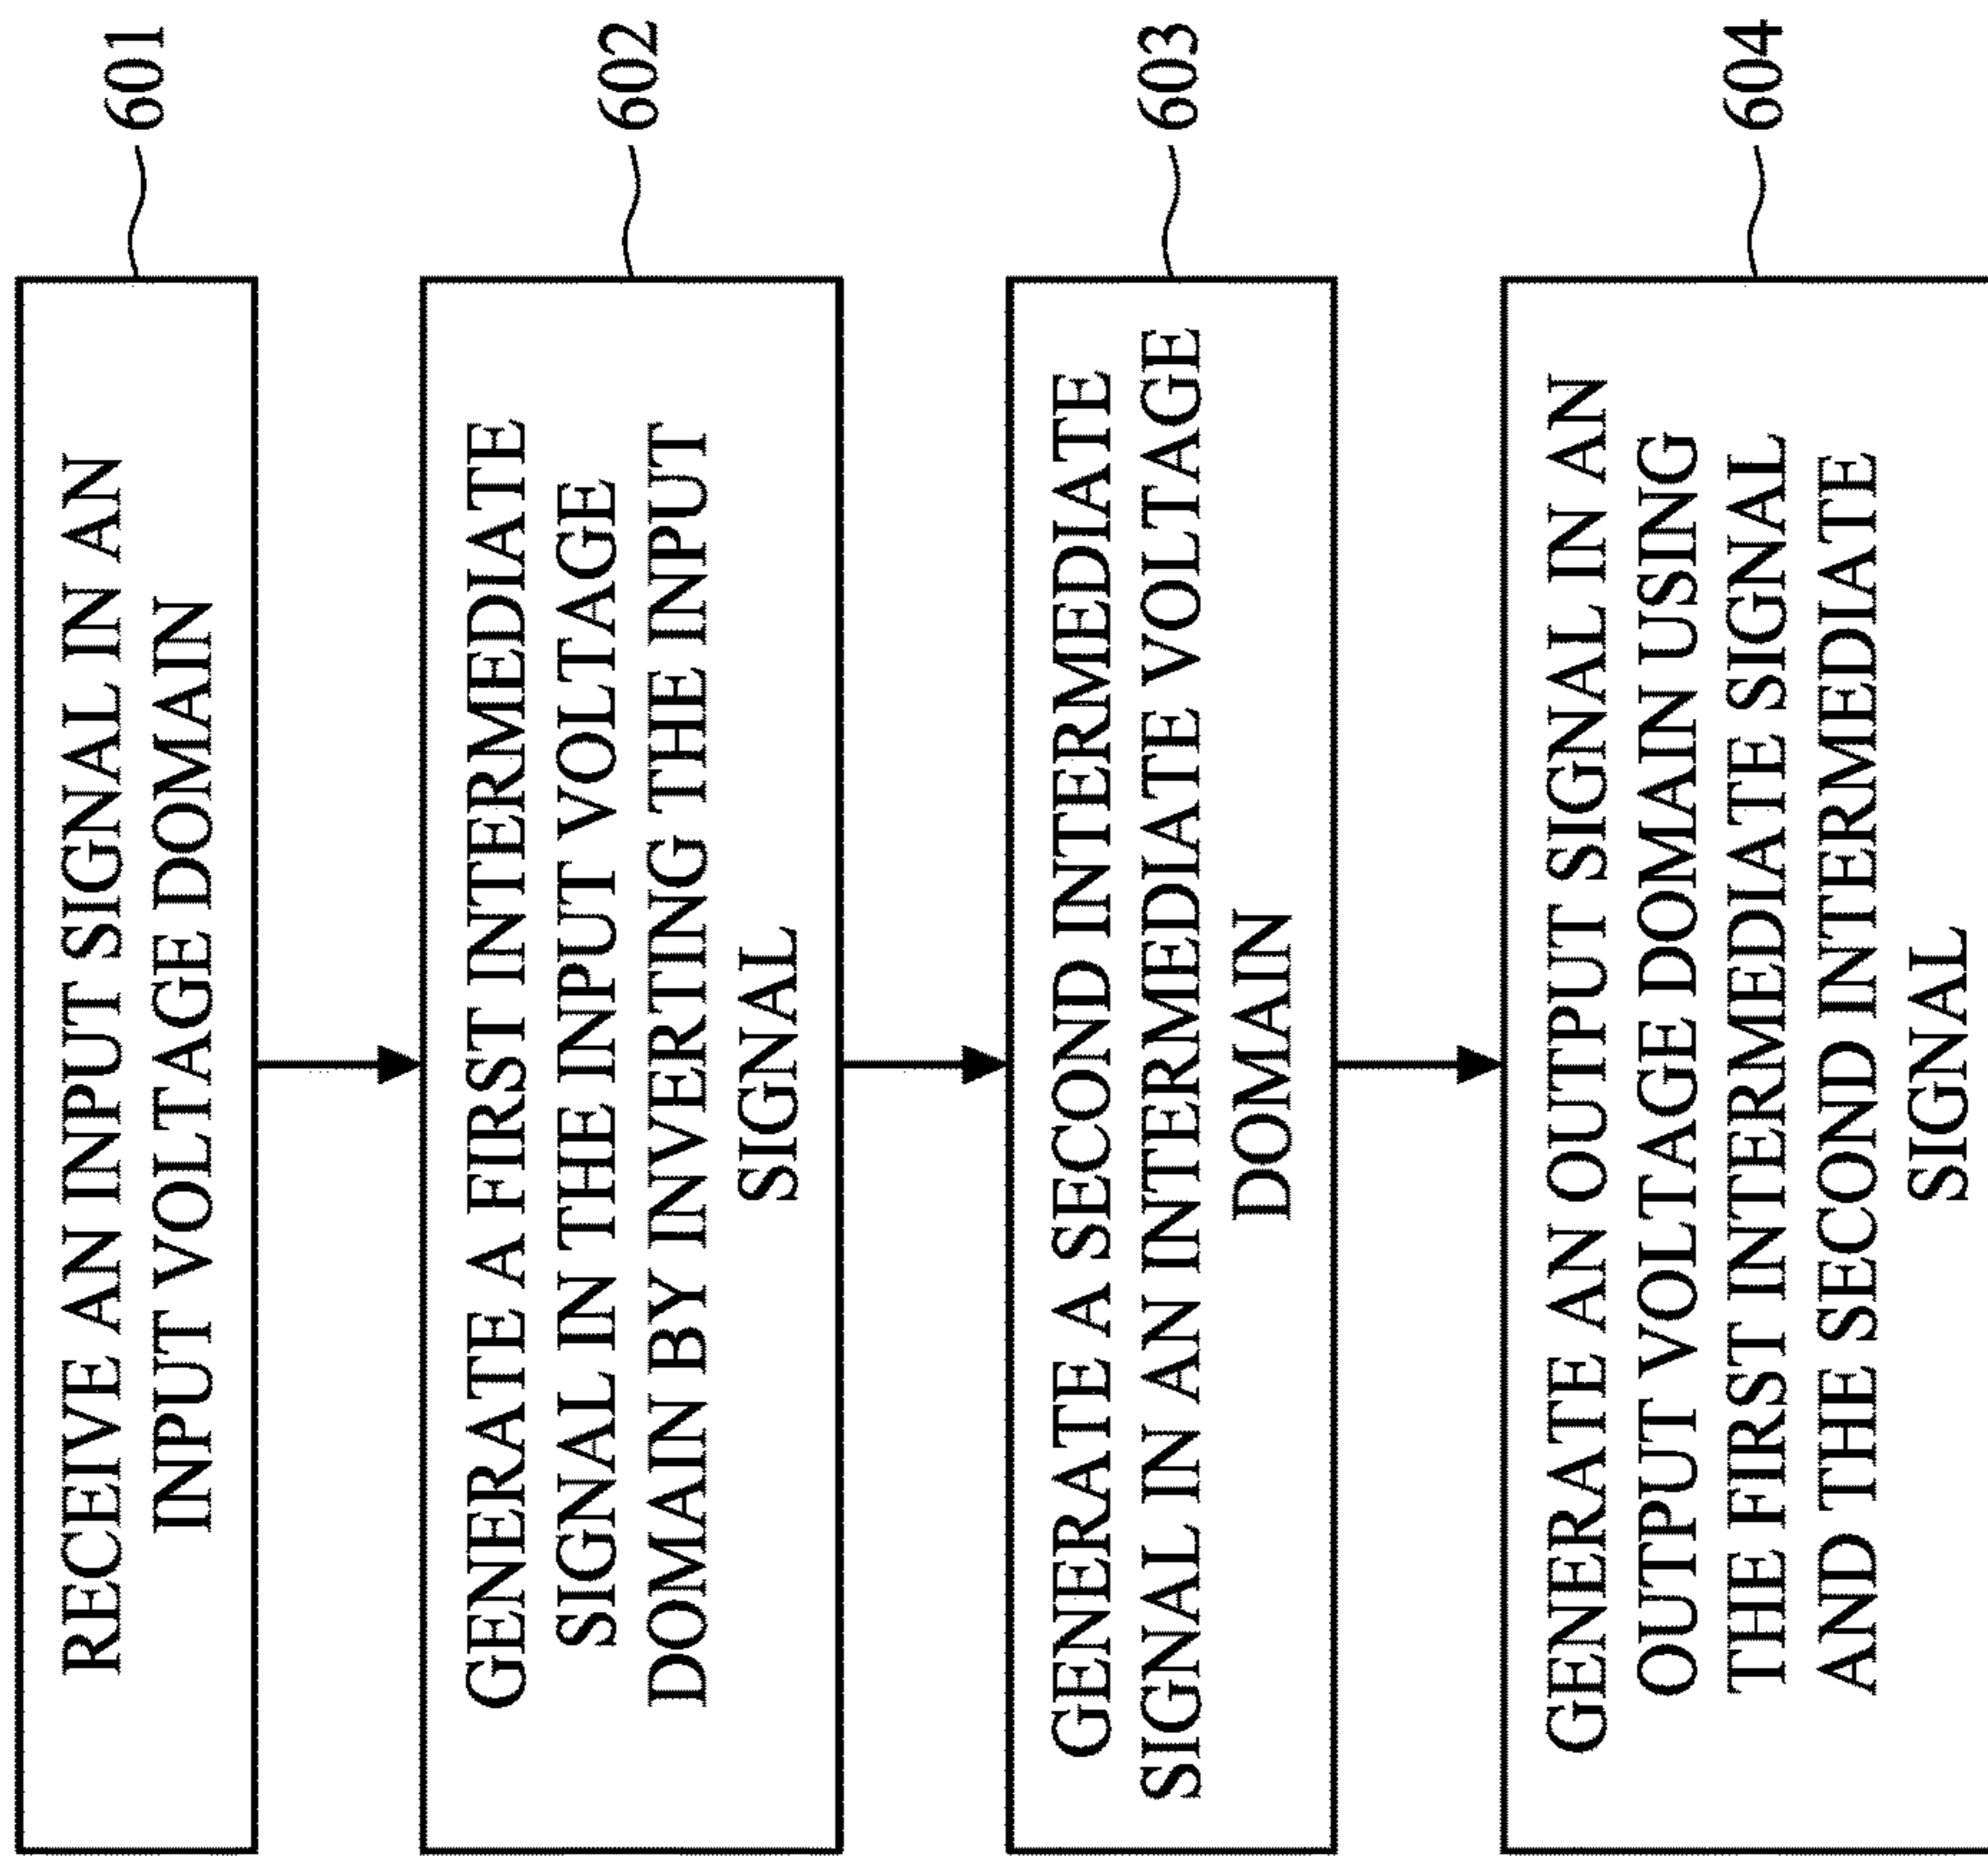 RECEIVE AN INPUT SIGNAL IN AN
INPUT VOLTAGE DOMAIN
601
GENERATE A FIRST INTERMEDIATE
SIGNAL IN THE INPUT VOLTAGE
DOMAIN BY INVERTING THE INPUT
SIGNAL
602
GENERATE A SECOND INTERMEDIATE
SIGNAL IN AN INTERMEDIATE VOLTAGE
DOMAIN
603
GENERATE AN OUTPUT SIGNAL IN AN
OUTPUT VOLTAGE DOMAIN USING
THE FIRST INTERMEDIATE SIGNAL
AND THE SECOND INTERMEDIATE
SIGNAL
604